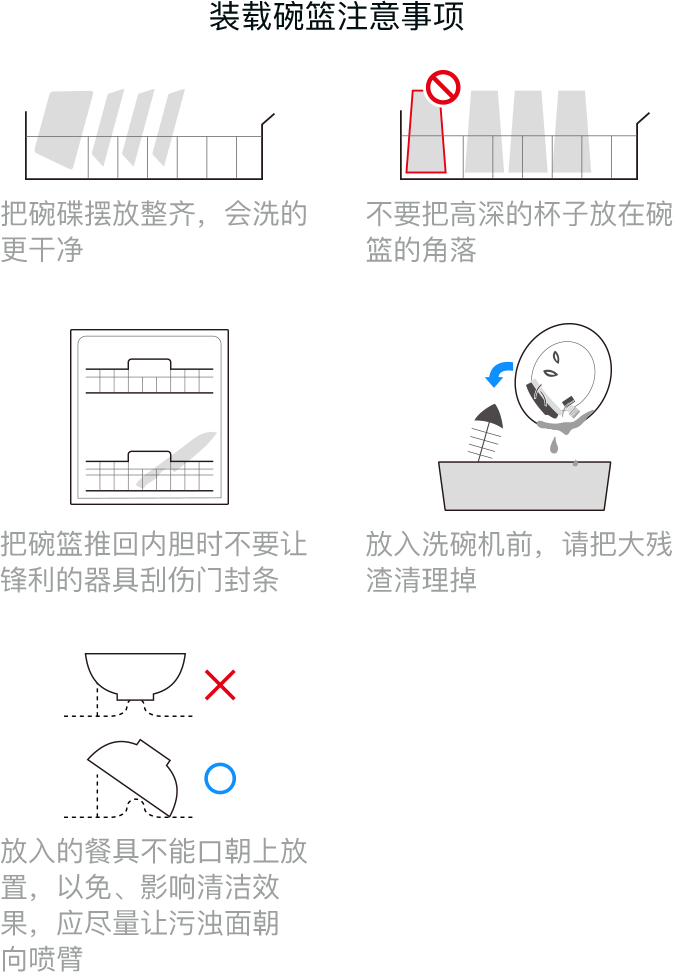 装载碗篮注意事项
把碗碟摆放整齐，会洗的
更干净
不要把高深的杯子放在碗
篮的角落
把碗篮推回内胆时不要让
锋利的器具刮伤门封条
放入洗碗机前，请把大残
渣清理掉
放入的餐具不能口朝上放
置，以免、影响清洁效
果，应尽量让污浊面朝
向喷臂